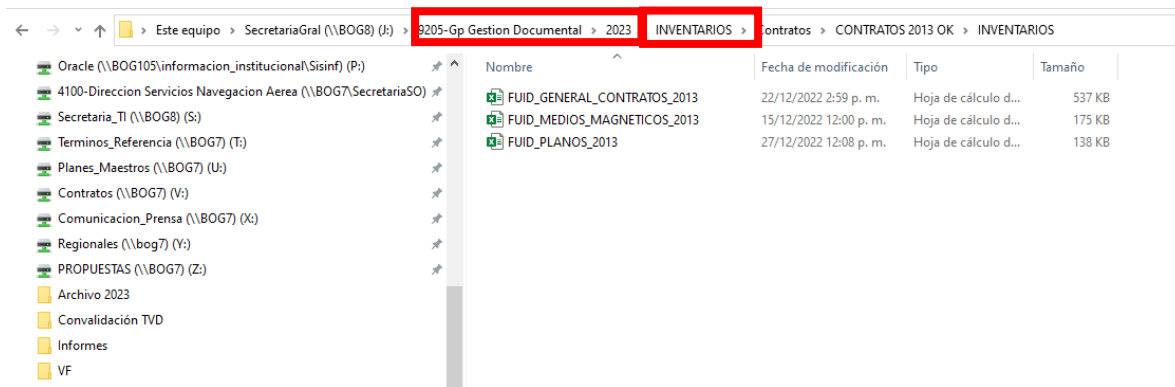 Este equipo > SecretariaGral (\\BOG8) (J:) > 9205-Gp Gestion Documental > 2023 INVENTARIOS > Contratos > CONTRATOS 2013 OK > INVENTARIOS
Oracle (\\BOG105\informacion_institucional\Sisinf) (P:)
4100-Direccion Servicios Navegacion Aerea (\\BOG7\SecretariaSO)
Secretaria_TI (\\BOG8) (S:)
Terminos_Referencia (\\BOG7) (T:)
Planes_Maestros (\\BOG7) (U:)
Contratos (\\BOG7) (V:)
Comunicacion_Prensa (\\BOG7) (X:)
Regionales (\\bog7) (Y:)
PROPUESTAS (\\BOG7) (Z:)
Archivo 2023
Convalidación TVD
Informes
VF
Nombre Fecha de modificación Tipo Tamaño
FUID_GENERAL_CONTRATOS_2013 22/12/2022 2:59 p. m. Hoja de cálculo d... 537 KB
FUID_MEDIOS_MAGNETICOS_2013 15/12/2022 12:00 p. m. Hoja de cálculo d... 175 KB
FUID_PLANOS_2013 27/12/2022 12:08 p. m. Hoja de cálculo d... 138 KB